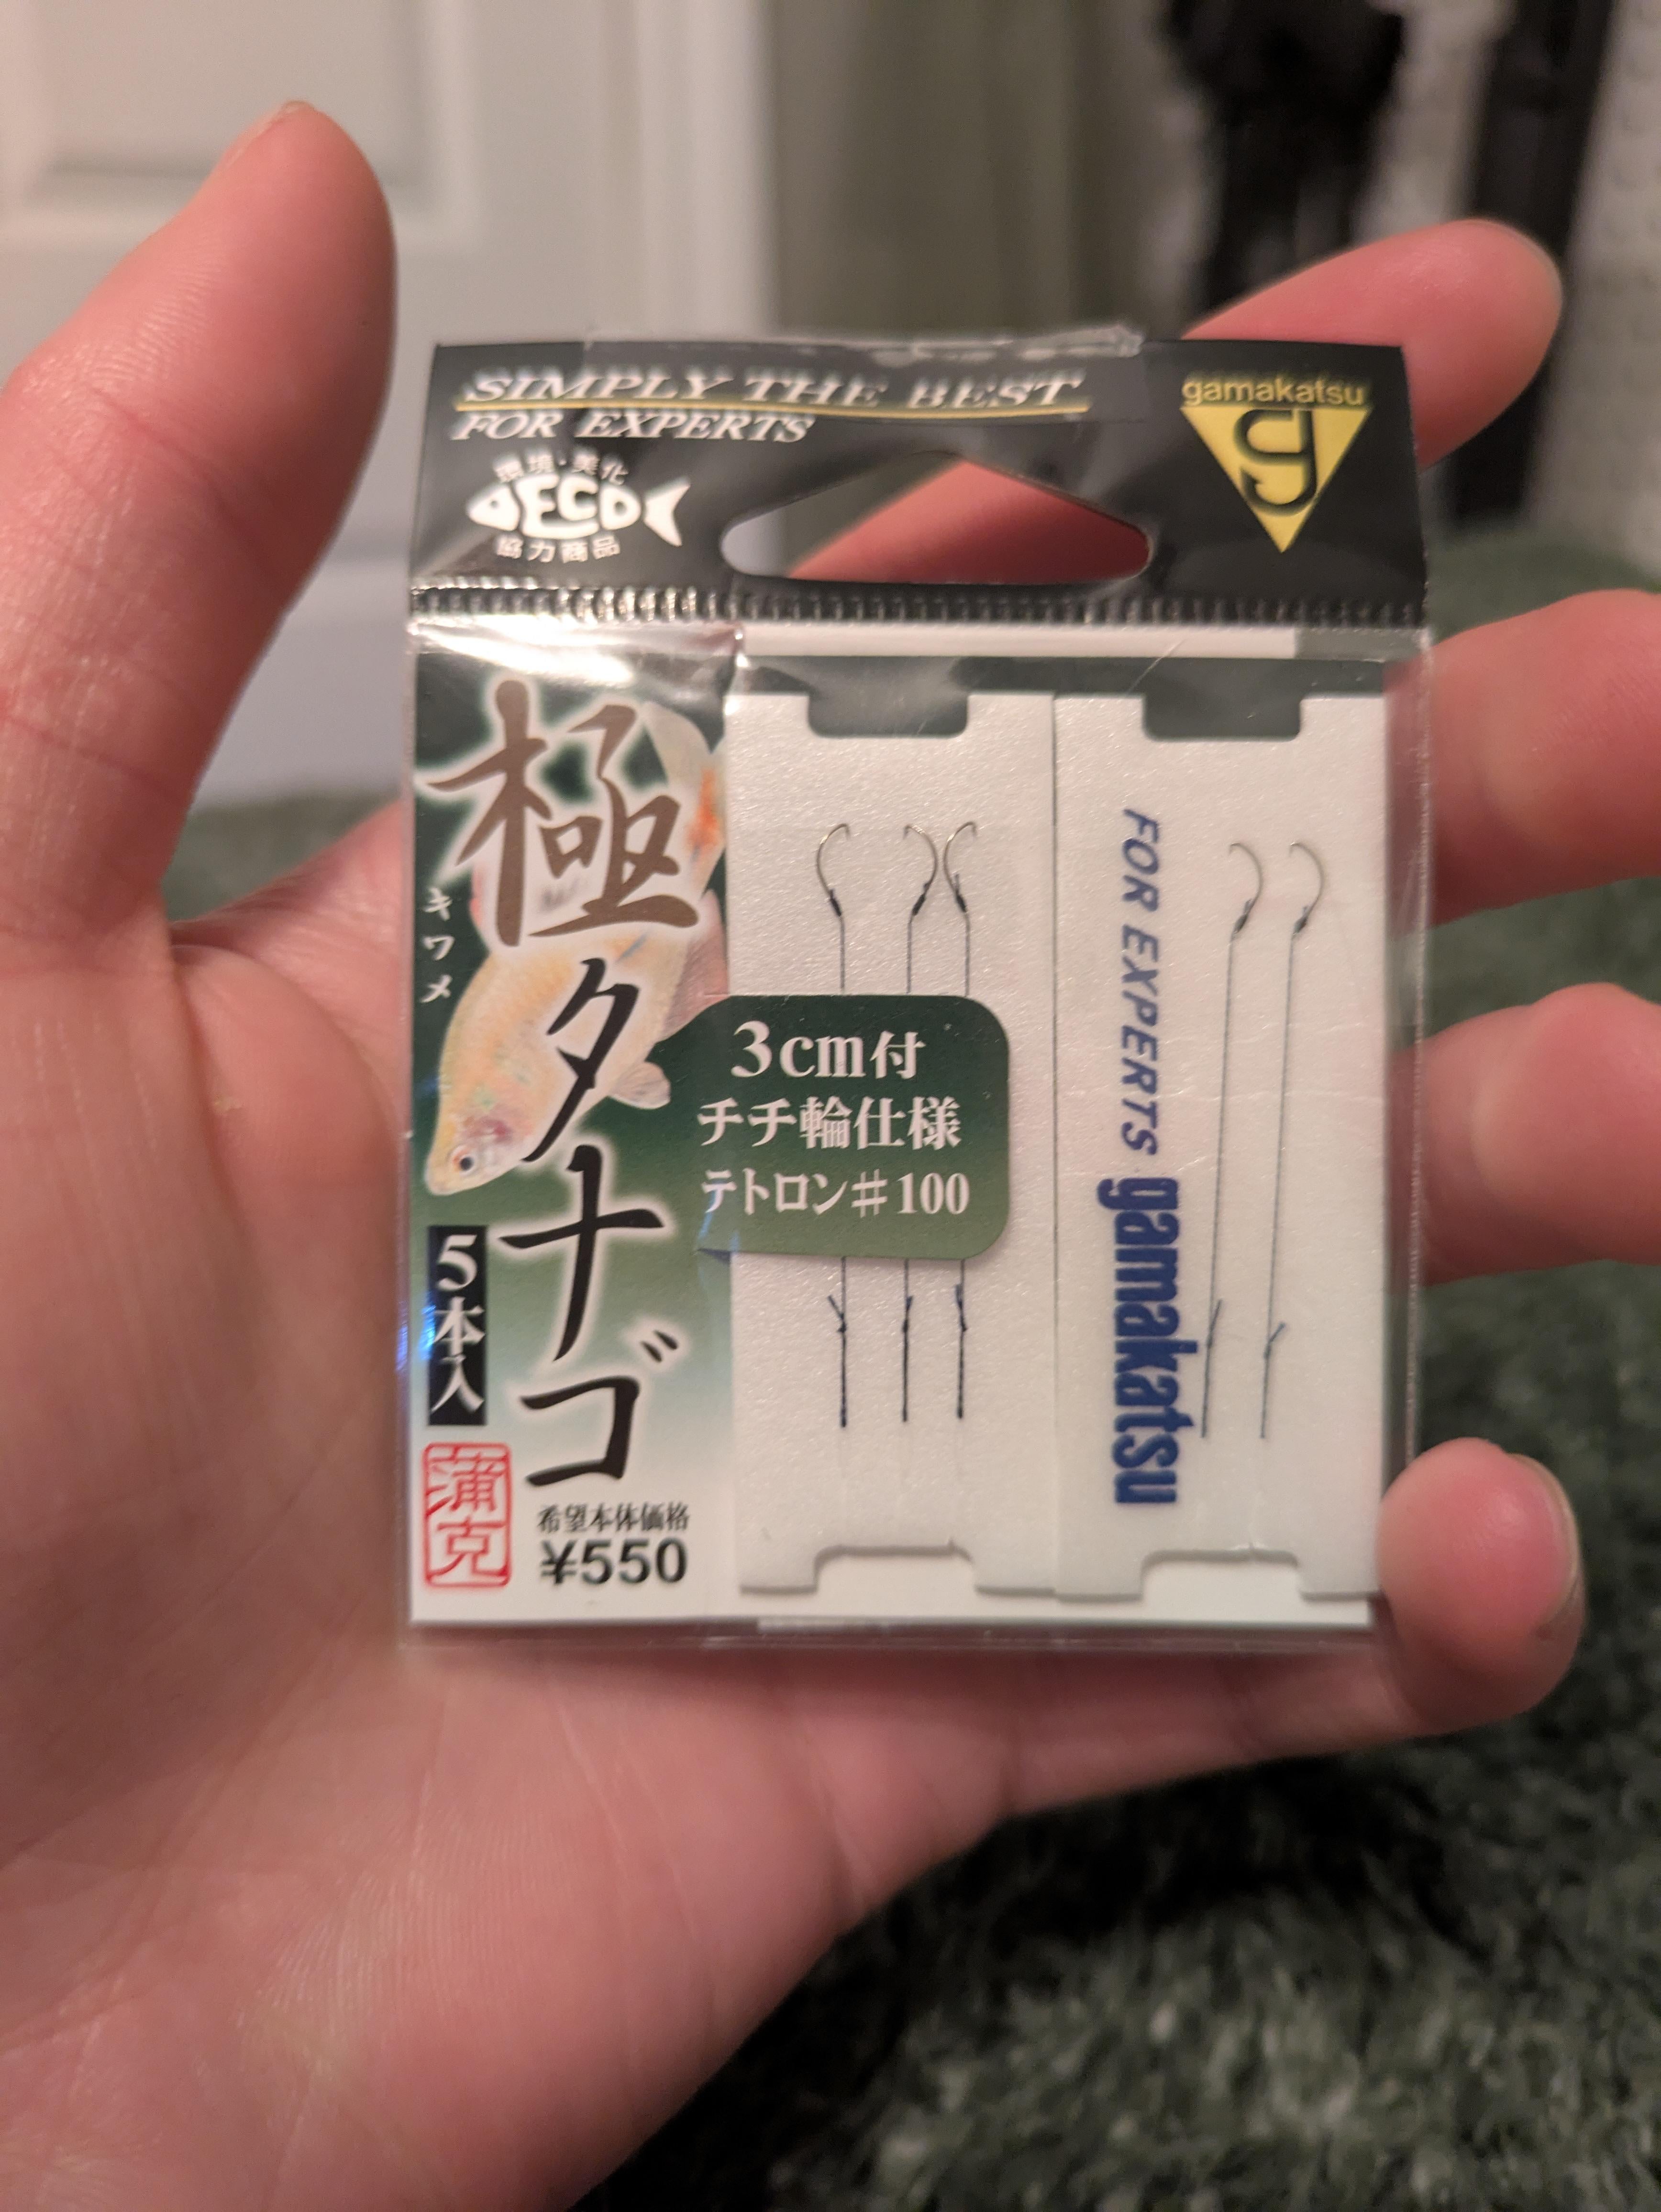 SIMPLY THE BEST
FOR EXPERTS
gamakatsu
g
環境・美化
ECO
協力商品
極タナゴ
キワメ
3cm付
チチ輪仕様
テトロン#100
5本入
蒲克
希望本体価格
¥550
FOR EXPERTS gamakatsu